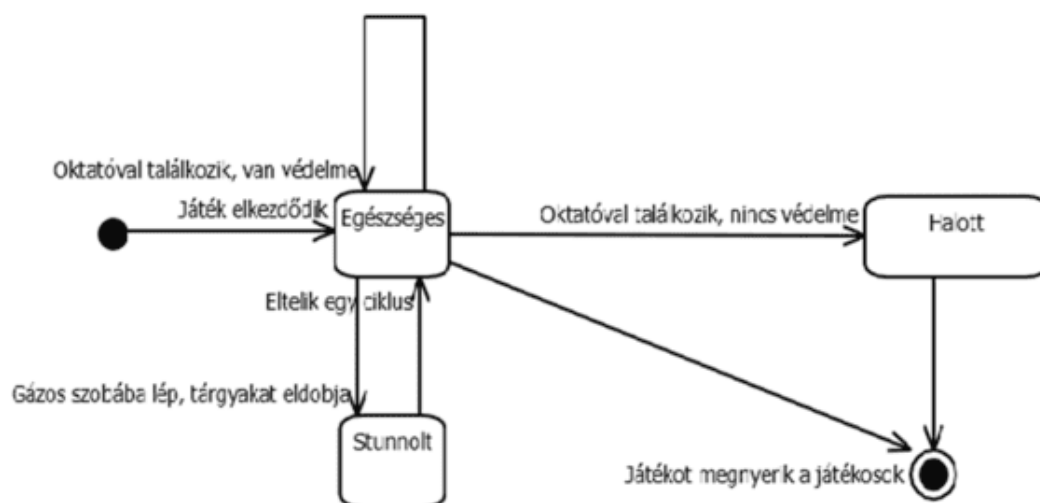 Oktatóval találkozik, van védelme
Játék elkezdődik
Egészséges
Oktatóval találkozik, nincs védelme
Halott
Eltelik egy ciklus
Gázos szobába lép, tárgyakat eldobja
Stunnolt
Játékot megnyerik a játékosok